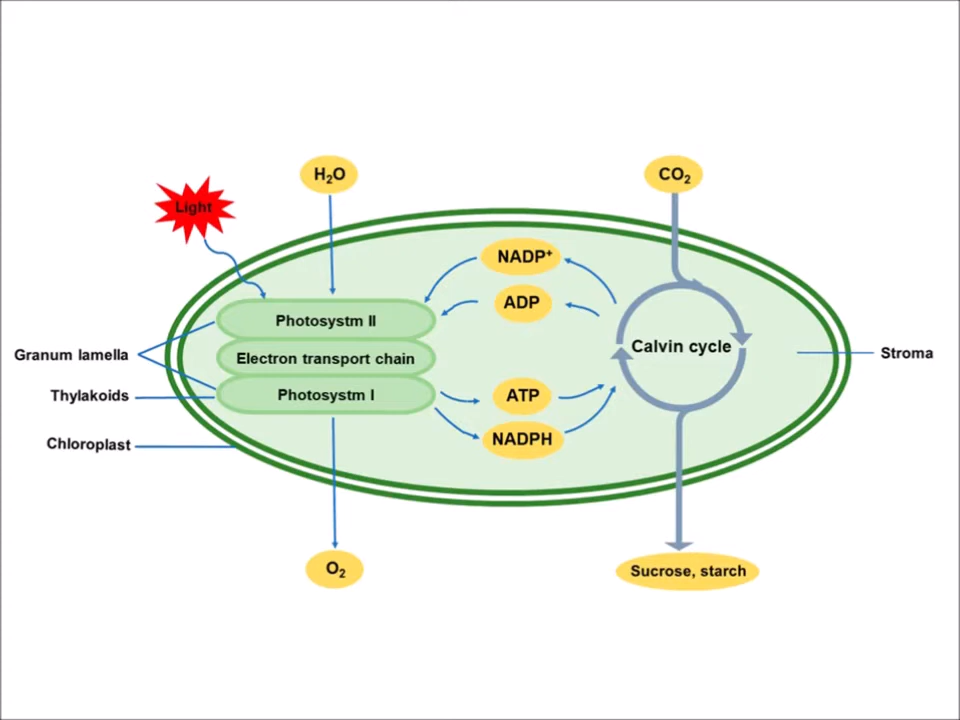 H₂O
CO₂
Light
NADP⁺
ADP
Photosystm II
Granum lamella
Electron transport chain
Calvin cycle
Stroma
Thylakoids
Photosystm I
ATP
NADPH
Chloroplast
O₂
Sucrose, starch